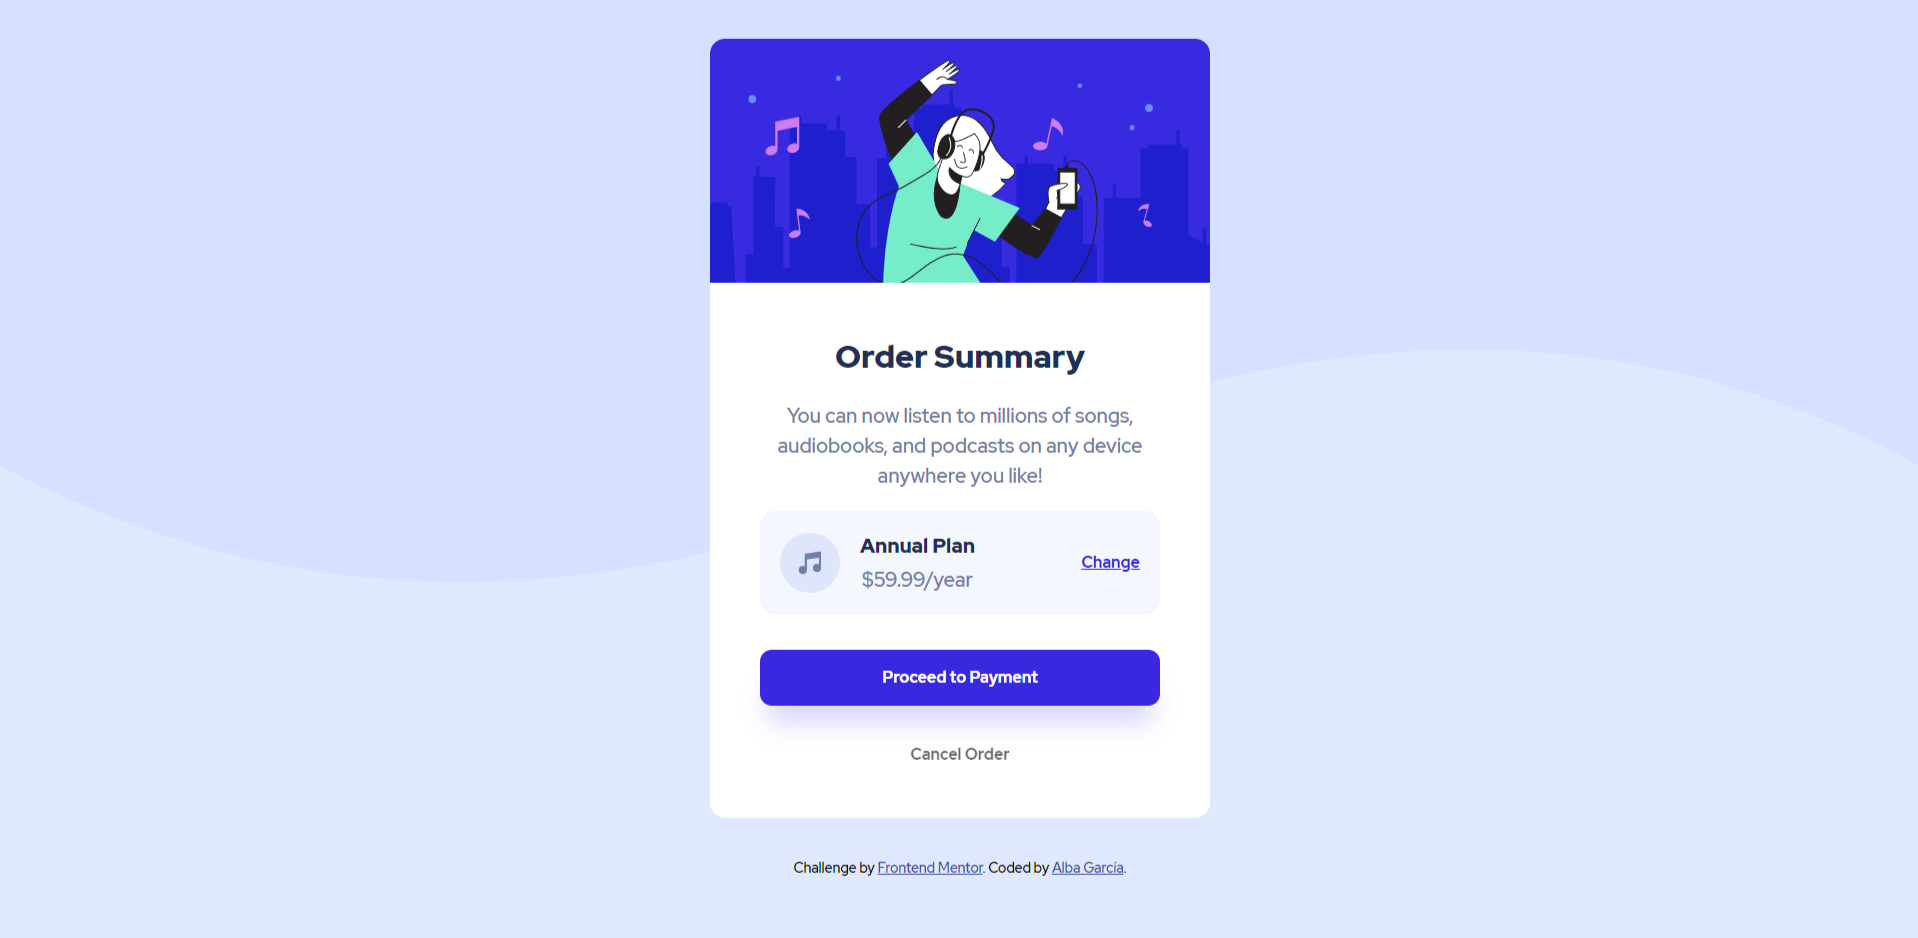 Order Summary
You can now listen to millions of songs,
audiobooks, and podcasts on any device
anywhere you like!
Annual Plan
$59.99/year
Change
Proceed to Payment
Cancel Order
Challenge by Frontend Mentor. Coded by Alba García.